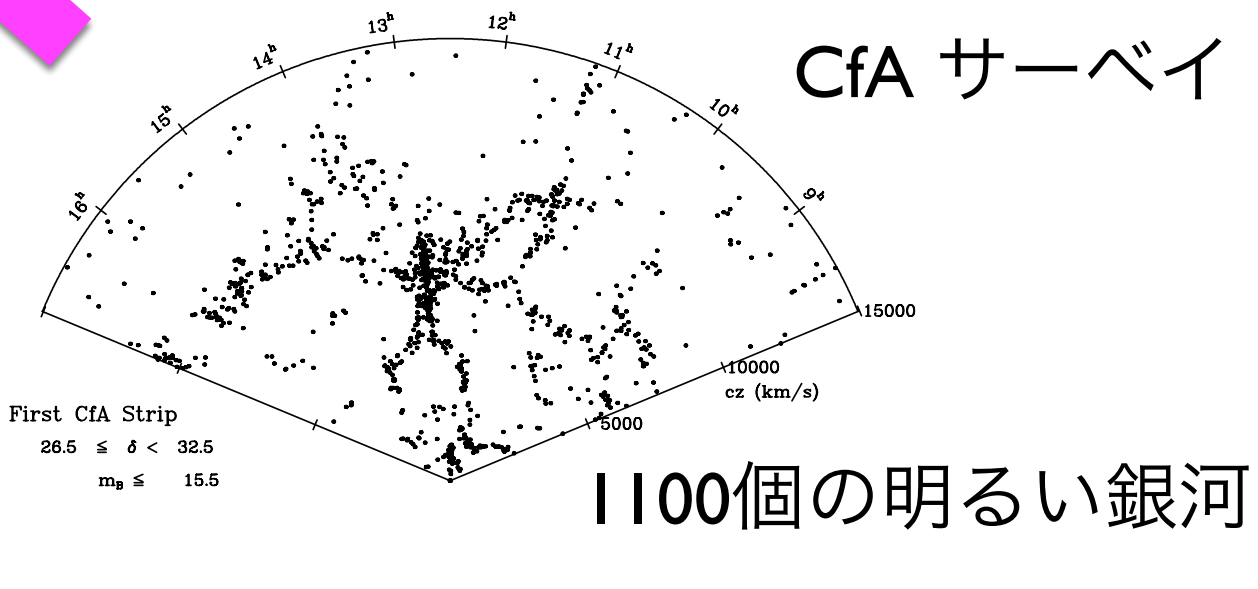 CfA サーベイ
16h 15h 14h 13h 12h 11h 10h 9h
15000
10000
cz (km/s)
5000
First CfA Strip
26.5 ≦ δ < 32.5
mB ≦ 15.5
1100個の明るい銀河